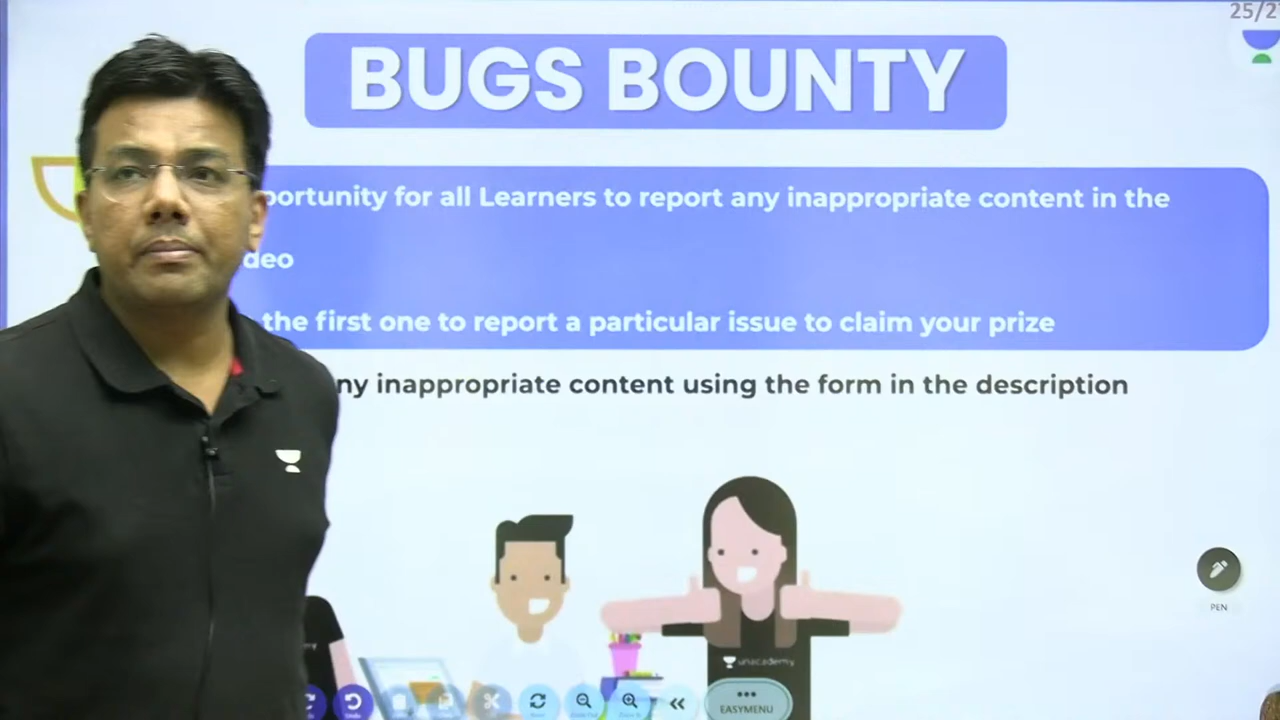 25/2
BUGS BOUNTY
portunity for all Learners to report any inappropriate content in the
deo
the first one to report a particular issue to claim your prize
ny inappropriate content using the form in the description
PEN
unacademy
Undo
EASYMENU